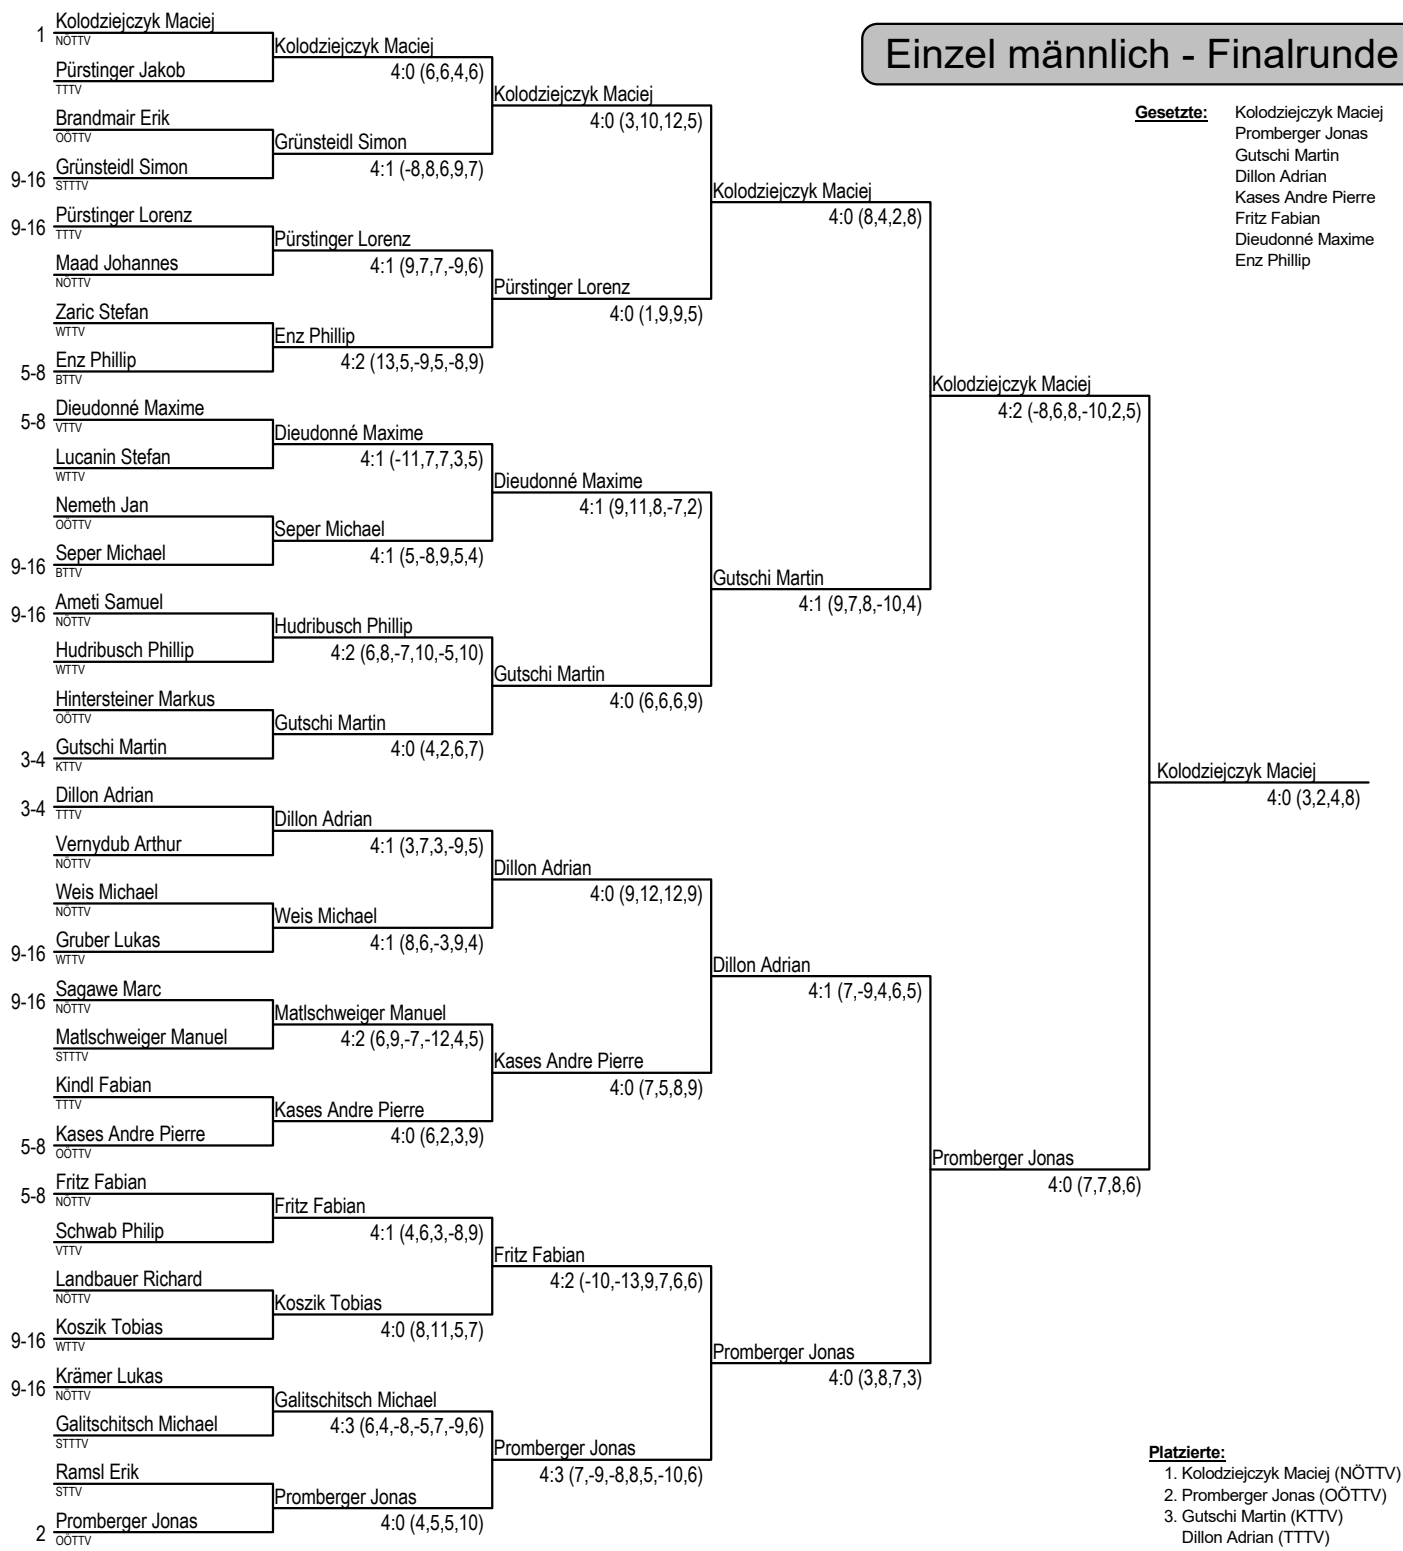 Einzel männlich - Finalrunde
Gesetzte:
Kolodziejczyk Maciej
Promberger Jonas
Gutschi Martin
Dillon Adrian
Kases Andre Pierre
Fritz Fabian
Dieudonné Maxime
Enz Phillip
1 Kolodziejczyk Maciej
NÖTTV
Pürstinger Jakob
TTTV
Brandmair Erik
OÖTTV
9-16 Grünsteidl Simon
STTTV
9-16 Pürstinger Lorenz
TTTV
Maad Johannes
NÖTTV
Zaric Stefan
WTTV
5-8 Enz Phillip
BTTV
5-8 Dieudonné Maxime
VTTV
Lucanin Stefan
WTTV
Nemeth Jan
OÖTTV
9-16 Seper Michael
BTTV
9-16 Ameti Samuel
NÖTTV
Hudribusch Phillip
WTTV
Hintersteiner Markus
OÖTTV
3-4 Gutschi Martin
KTTV
3-4 Dillon Adrian
TTTV
Vernydub Arthur
NÖTTV
Weis Michael
NÖTTV
9-16 Gruber Lukas
WTTV
9-16 Sagawe Marc
NÖTTV
Matlschweiger Manuel
STTTV
Kindl Fabian
TTTV
5-8 Kases Andre Pierre
OÖTTV
5-8 Fritz Fabian
NÖTTV
Schwab Philip
VTTV
Landbauer Richard
NÖTTV
9-16 Koszik Tobias
WTTV
9-16 Krämer Lukas
NÖTTV
Galitschitsch Michael
STTTV
Ramsl Erik
STTV
2 Promberger Jonas
OÖTTV
Kolodziejczyk Maciej
4:0 (6,6,4,6)
Grünsteidl Simon
4:1 (-8,8,6,9,7)
Pürstinger Lorenz
4:1 (9,7,7,-9,6)
Enz Phillip
4:2 (13,5,-9,5,-8,9)
Dieudonné Maxime
4:1 (-11,7,7,3,5)
Seper Michael
4:1 (5,-8,9,5,4)
Hudribusch Phillip
4:2 (6,8,-7,10,-5,10)
Gutschi Martin
4:0 (4,2,6,7)
Dillon Adrian
4:1 (3,7,3,-9,5)
Weis Michael
4:1 (8,6,-3,9,4)
Matlschweiger Manuel
4:2 (6,9,-7,-12,4,5)
Kases Andre Pierre
4:0 (6,2,3,9)
Fritz Fabian
4:1 (4,6,3,-8,9)
Koszik Tobias
4:0 (8,11,5,7)
Galitschitsch Michael
4:3 (6,4,-8,-5,7,-9,6)
Promberger Jonas
4:0 (4,5,5,10)
Kolodziejczyk Maciej
4:0 (3,10,12,5)
Pürstinger Lorenz
4:0 (1,9,9,5)
Dieudonné Maxime
4:1 (9,11,8,-7,2)
Gutschi Martin
4:0 (6,6,6,9)
Dillon Adrian
4:0 (9,12,12,9)
Kases Andre Pierre
4:0 (7,5,8,9)
Fritz Fabian
4:2 (-10,-13,9,7,6,6)
Promberger Jonas
4:3 (7,-9,-8,8,5,-10,6)
Kolodziejczyk Maciej
4:0 (8,4,2,8)
Gutschi Martin
4:1 (9,7,8,-10,4)
Dillon Adrian
4:1 (7,-9,4,6,5)
Promberger Jonas
4:0 (3,8,7,3)
Kolodziejczyk Maciej
4:2 (-8,6,8,-10,2,5)
Promberger Jonas
4:0 (7,7,8,6)
Kolodziejczyk Maciej
4:0 (3,2,4,8)
Platzierte:
1. Kolodziejczyk Maciej (NÖTTV)
2. Promberger Jonas (OÖTTV)
3. Gutschi Martin (KTTV)
Dillon Adrian (TTTV)